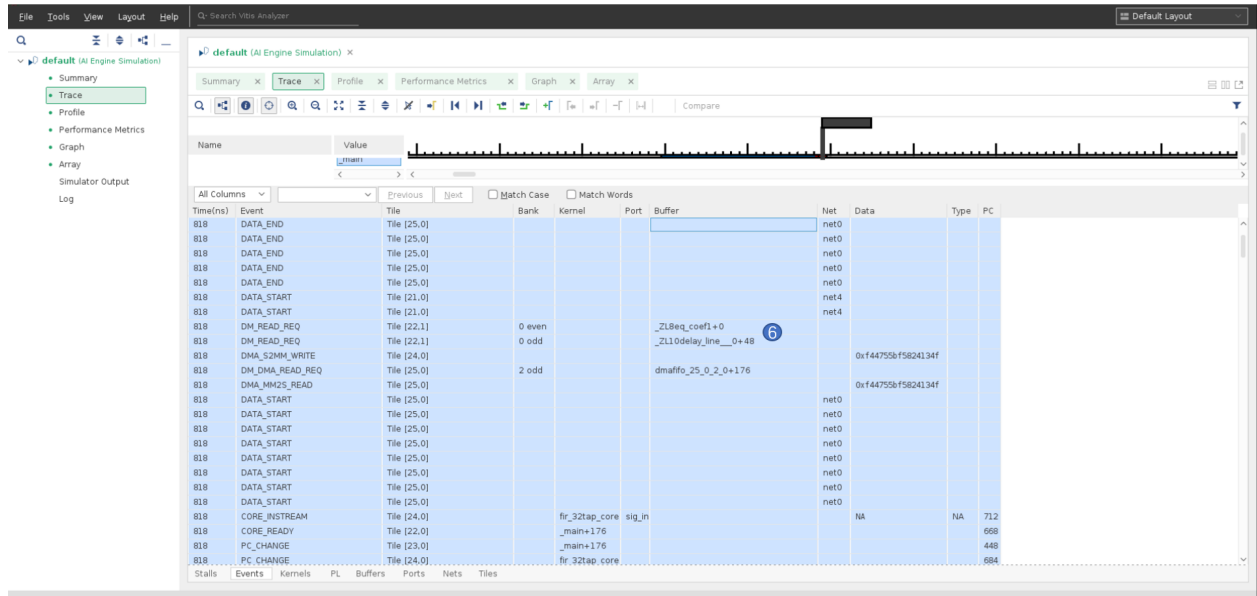 File Tools View Layout Help Q- Search Vitis Analyzer Default Layout
default (AI Engine Simulation)
Summary
Trace
Profile
Performance Metrics
Graph
Array
Simulator Output
Log
default (AI Engine Simulation) ×
Summary × Trace × Profile × Performance Metrics × Graph × Array ×
Compare
Name Value
_main
All Columns Previous Next Match Case Match Words
Time(ns) Event Tile Bank Kernel Port Buffer Net Data Type PC
818 DATA_END Tile [25,0] net0
818 DATA_END Tile [25,0] net0
818 DATA_END Tile [25,0] net0
818 DATA_END Tile [25,0] net0
818 DATA_END Tile [25,0] net0
818 DATA_START Tile [21,0] net4
818 DATA_START Tile [21,0] net4
818 DM_READ_REQ Tile [22,1] 0 even _ZL8eq_coef1+0
6
818 DM_READ_REQ Tile [22,1] 0 odd _ZL10delay_line__0+48
818 DMA_S2MM_WRITE Tile [24,0] 0xf44755bf5824134f
818 DM_DMA_READ_REQ Tile [25,0] 2 odd dmafifo_25_0_2_0+176
818 DMA_MM2S_READ Tile [25,0] 0xf44755bf5824134f
818 DATA_START Tile [25,0] net0
818 DATA_START Tile [25,0] net0
818 DATA_START Tile [25,0] net0
818 DATA_START Tile [25,0] net0
818 DATA_START Tile [25,0] net0
818 DATA_START Tile [25,0] net0
818 DATA_START Tile [25,0] net0
818 DATA_START Tile [25,0] net0
818 CORE_INSTREAM Tile [24,0] fir_32tap_core sig_in NA NA 712
818 CORE_READY Tile [22,0] _main+176 668
818 PC_CHANGE Tile [23,0] _main+176 448
818 PC_CHANGE Tile [24,0] fir_32tap_core 684
Stalls Events Kernels PL Buffers Ports Nets Tiles